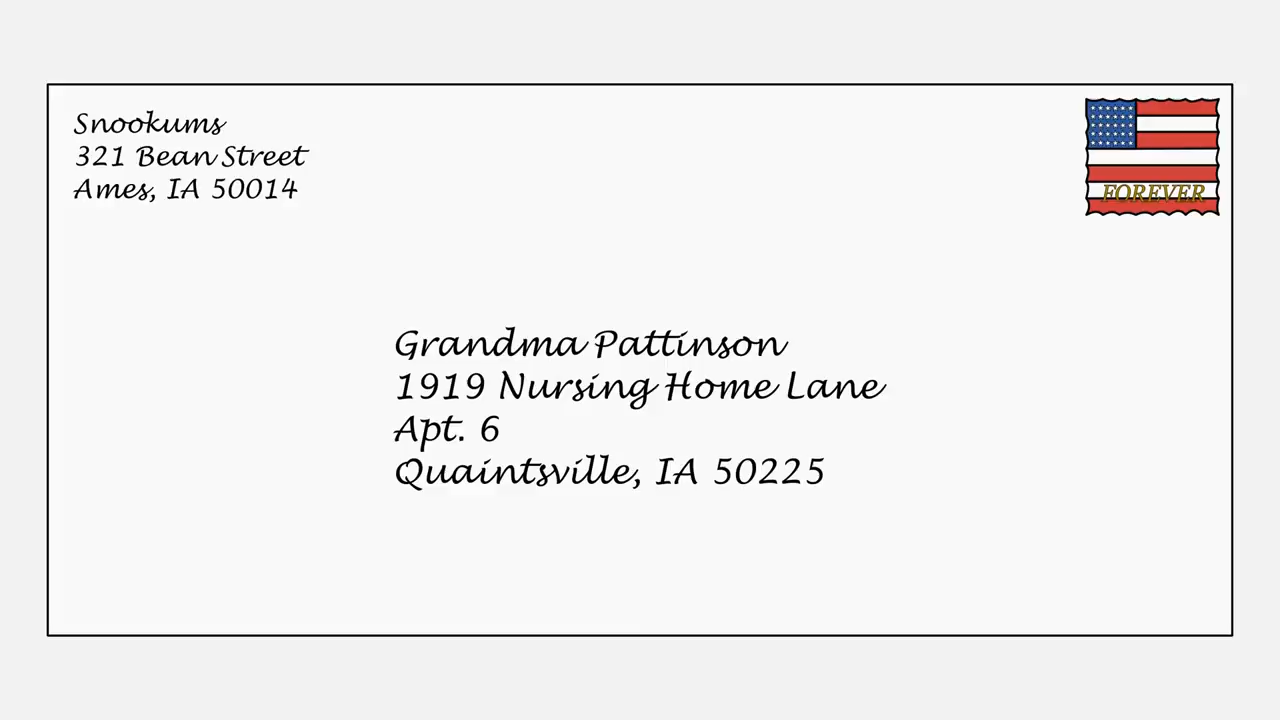 Snookums
321 Bean Street
Ames, IA 50014
FOREVER
Grandma Pattinson
1919 Nursing Home Lane
Apt. 6
Quaintsville, IA 50225